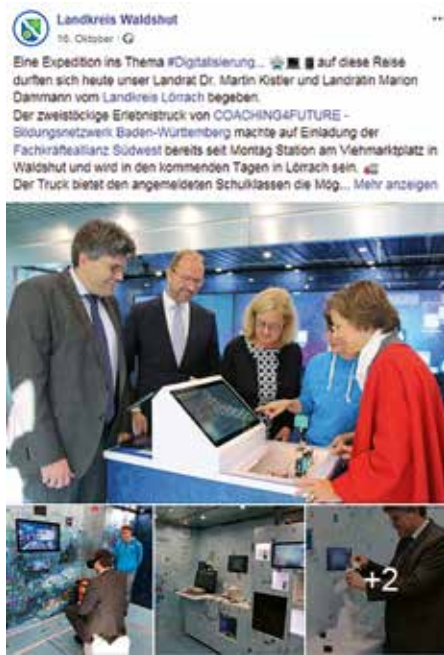 Landkreis Waldshut
16. Oktober ·
Eine Expedition ins Thema #Digitalisierung... auf diese Reise
durften sich heute unser Landrat Dr. Martin Kistler und Landrätin Marion
Dammann vom Landkreis Lörrach begeben.
Der zweistöckige Erlebnistruck von COACHING4FUTURE -
Bildungsnetzwerk Baden-Württemberg machte auf Einladung der
Fachkräfteallianz Südwest bereits seit Montag Station am Viehmarktplatz in
Waldshut und wird in den kommenden Tagen in Lörrach sein.
Der Truck bietet den angemeldeten Schulklassen die Mög... Mehr anzeigen
+2